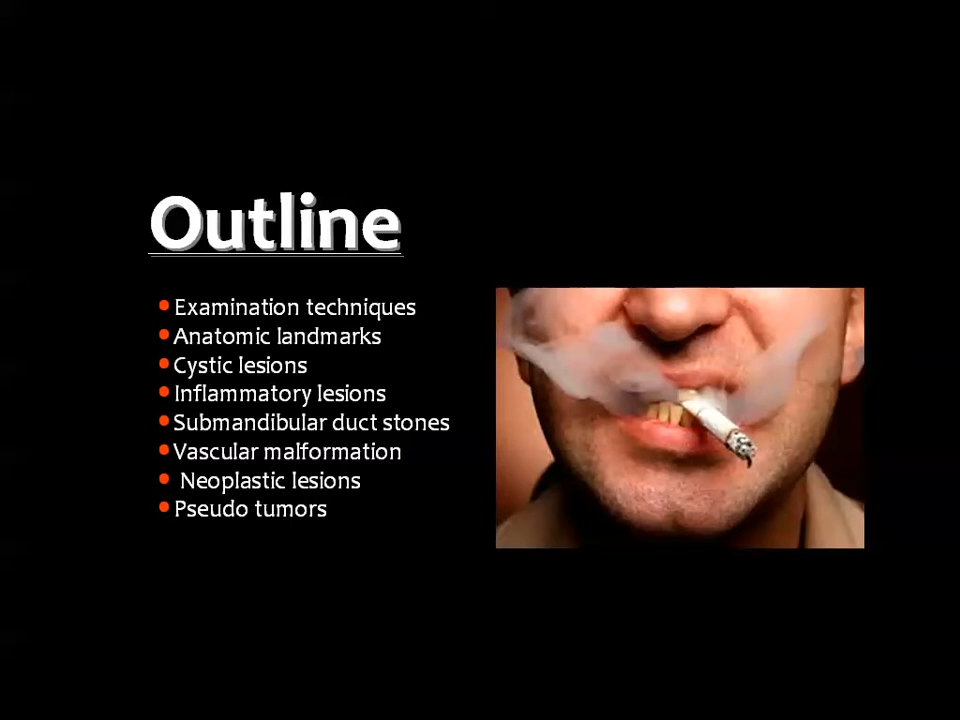 Outline
• Examination techniques
• Anatomic landmarks
• Cystic lesions
• Inflammatory lesions
• Submandibular duct stones
• Vascular malformation
• Neoplastic lesions
• Pseudo tumors